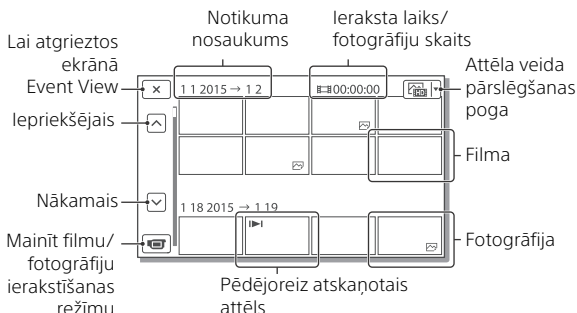 Notikuma
nosaukums
Ieraksta laiks/
fotogrāfiju skaits
Lai atgrieztos
ekrānā
Event View
1 1 2015 → 1 2
00:00:00
HD
Attēla veida
pārslēgšanas
poga
Iepriekšējais
Filma
Nākamais
1 18 2015 → 1 19
Mainīt filmu/
fotogrāfiju
ierakstīšanas
režīmu
Fotogrāfija
Pēdējoreiz atskaņotais
attēls